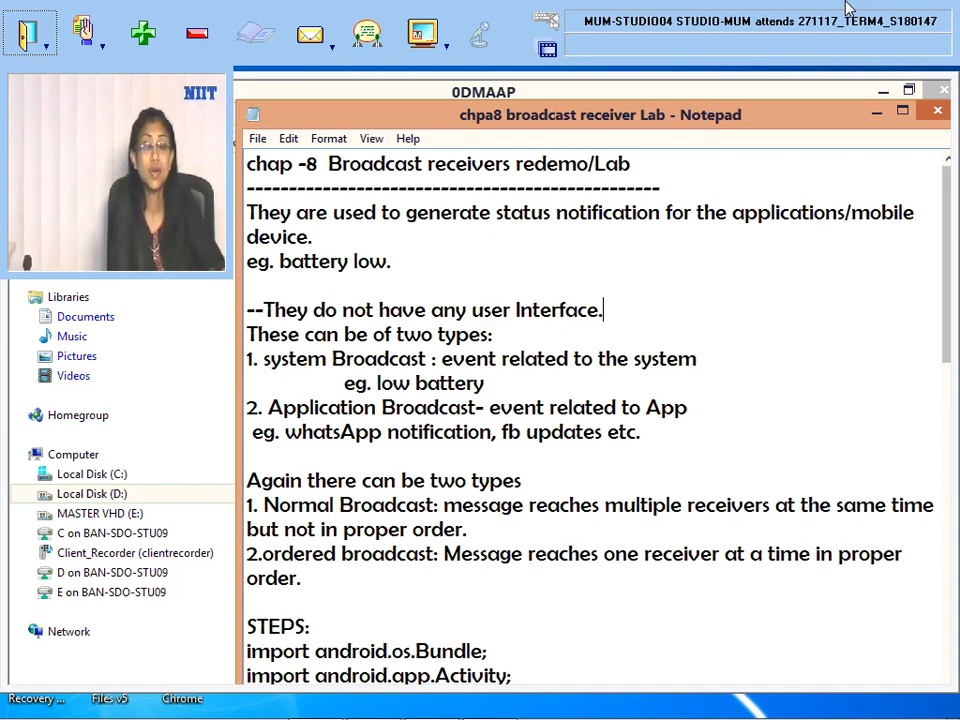 MUM-STUDIO04 STUDIO-MUM attends 271117_TERM4_S180147
NIIT
0DMAAP
chpa8 broadcast receiver Lab - Notepad
File Edit Format View Help
chap -8 Broadcast receivers redemo/Lab
-------------------------------------------------
They are used to generate status notification for the applications/mobile
device.
eg. battery low.
--They do not have any user Interface.
These can be of two types:
1. system Broadcast : event related to the system
eg. low battery
2. Application Broadcast- event related to App
eg. whatsApp notification, fb updates etc.
Again there can be two types
1. Normal Broadcast: message reaches multiple receivers at the same time
but not in proper order.
2.ordered broadcast: Message reaches one receiver at a time in proper
order.
STEPS:
import android.os.Bundle;
import android.app.Activity;
Libraries
Documents
Music
Pictures
Videos
Homegroup
Computer
Local Disk (C:)
Local Disk (D:)
MASTER VHD (E:)
C on BAN-SDO-STU09
Client_Recorder (clientrecorder)
D on BAN-SDO-STU09
E on BAN-SDO-STU09
Network
Recovery ... Files v5 Chrome